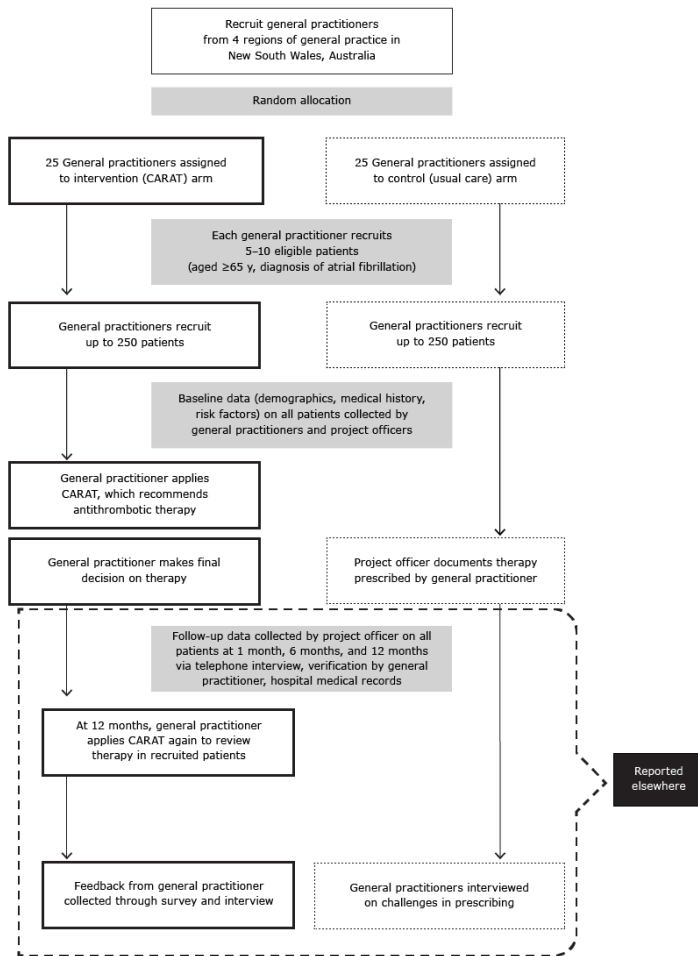 Recruit general practitioners
from 4 regions of general practice in
New South Wales, Australia
Random allocation
25 General practitioners assigned
to intervention (CARAT) arm
25 General practitioners assigned
to control (usual care) arm
Each general practitioner recruits
5–10 eligible patients
(aged ≥65 y, diagnosis of atrial fibrillation)
General practitioners recruit
up to 250 patients
General practitioners recruit
up to 250 patients
Baseline data (demographics, medical history,
risk factors) on all patients collected by
general practitioners and project officers
General practitioner applies
CARAT, which recommends
antithrombotic therapy
General practitioner makes final
decision on therapy
Project officer documents therapy
prescribed by general practitioner
Follow-up data collected by project officer on all
patients at 1 month, 6 months, and 12 months
via telephone interview, verification by general
practitioner, hospital medical records
At 12 months, general practitioner
applies CARAT again to review
therapy in recruited patients
Reported
elsewhere
Feedback from general practitioner
collected through survey and interview
General practitioners interviewed
on challenges in prescribing